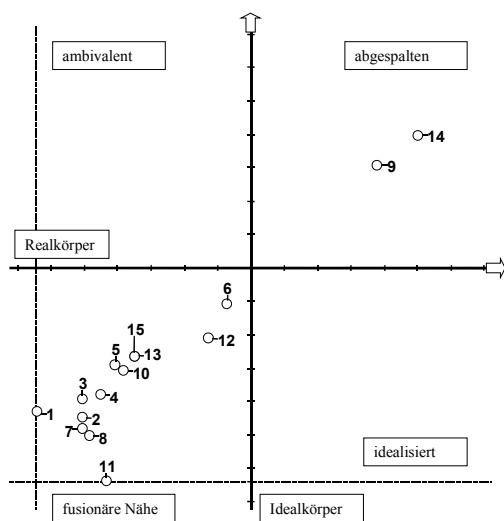 ambivalent
abgespalten
14
9
Realkörper
6
15
12
5
13
10
3
4
1
2
7
8
11
idealisiert
fusionäre Nähe
Idealkörper